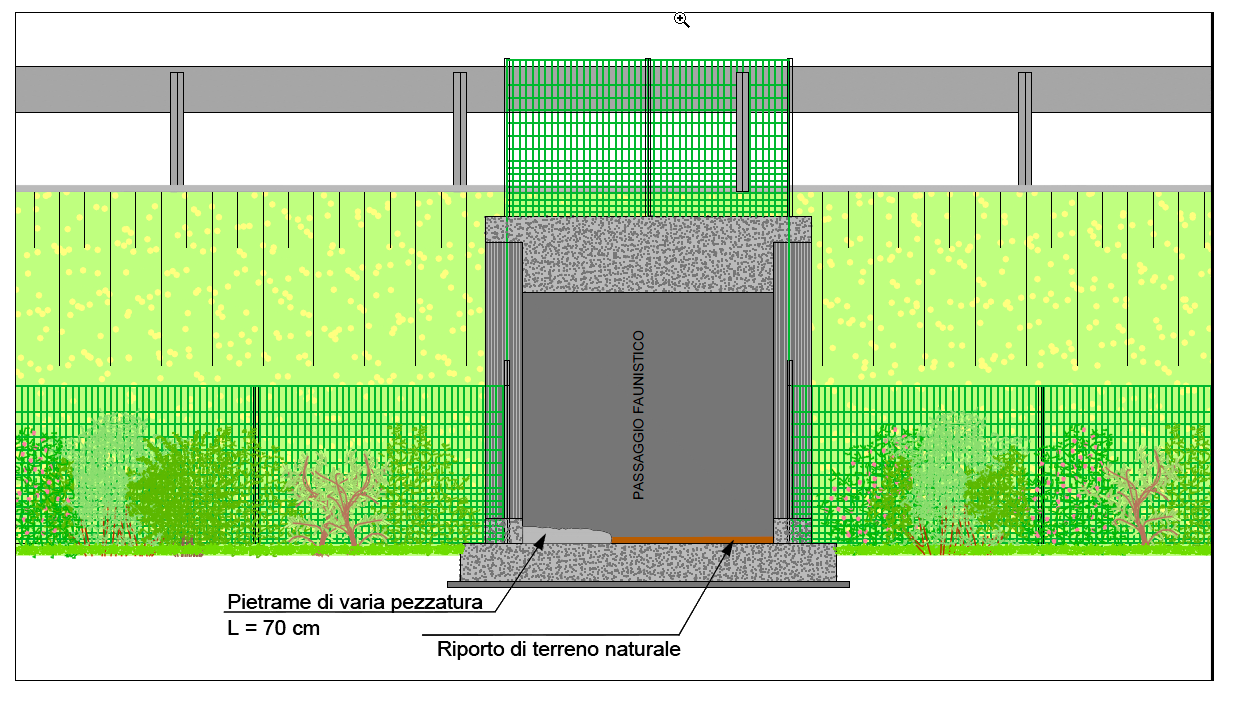 PASSAGGIO FAUNISTICO
Pietrame di varia pezzatura
L = 70 cm
Riporto di terreno naturale